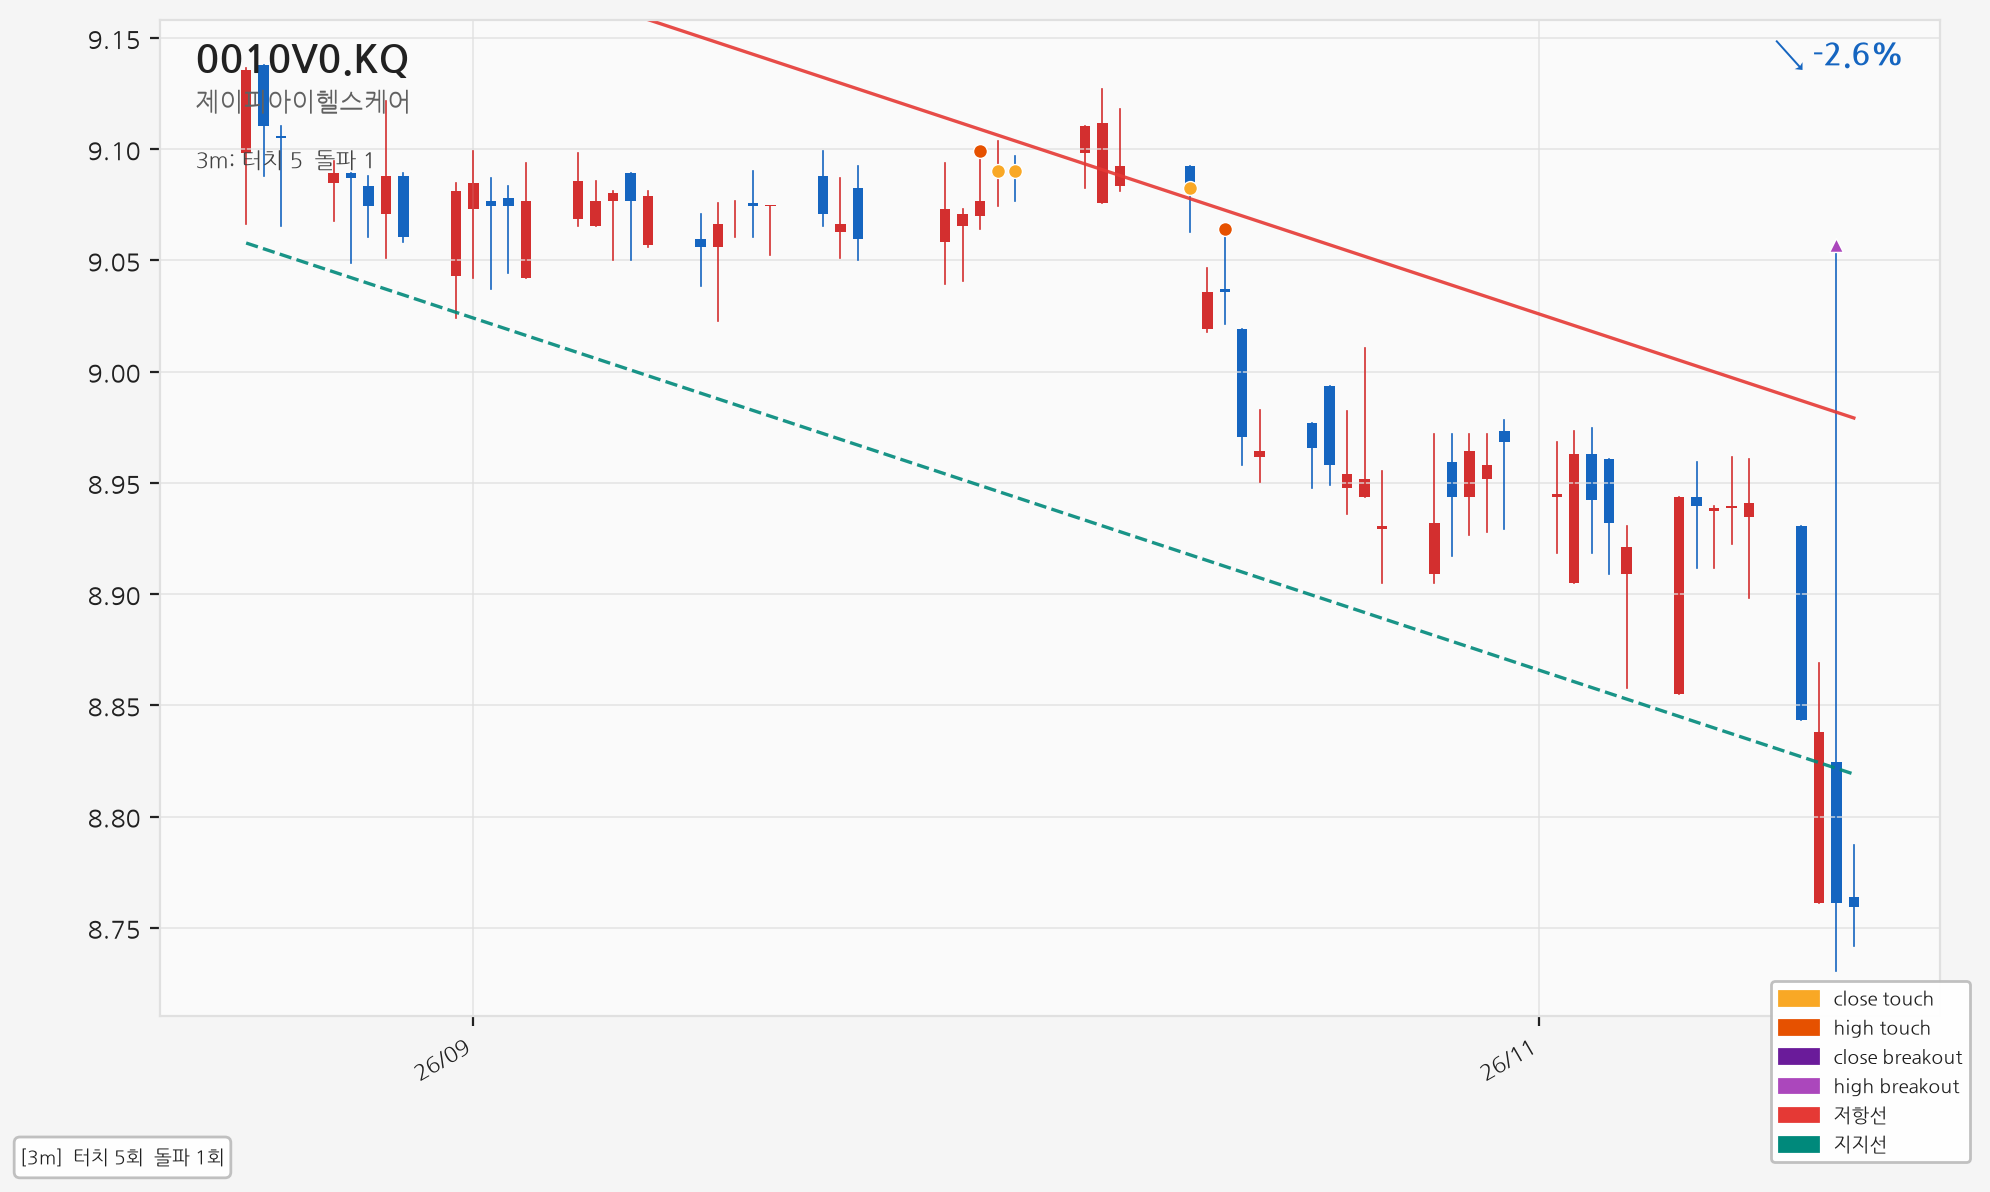 0010V0.KQ
제이피아이헬스케어
3m: 터치 5 돌파 1
-2.6%
9.15
9.10
9.05
9.00
8.95
8.90
8.85
8.80
8.75
26/09
26/11
close touch
high touch
close breakout
high breakout
저항선
지지선
[3m] 터치 5회 돌파 1회